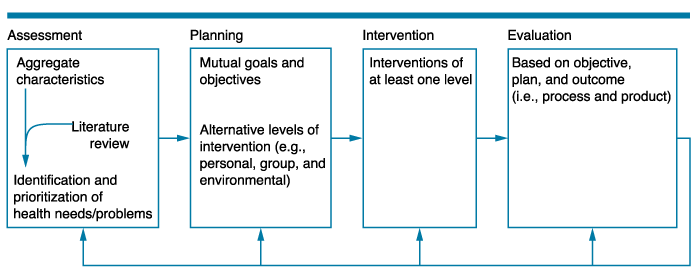 Assessment
Aggregate
characteristics
Literature
review
Identification and
prioritization of
health needs/problems
Planning
Mutual goals and
objectives
Alternative levels of
intervention (e.g.,
personal, group, and
environmental)
Intervention
Interventions of
at least one level
Evaluation
Based on objective,
plan, and outcome
(i.e., process and product)